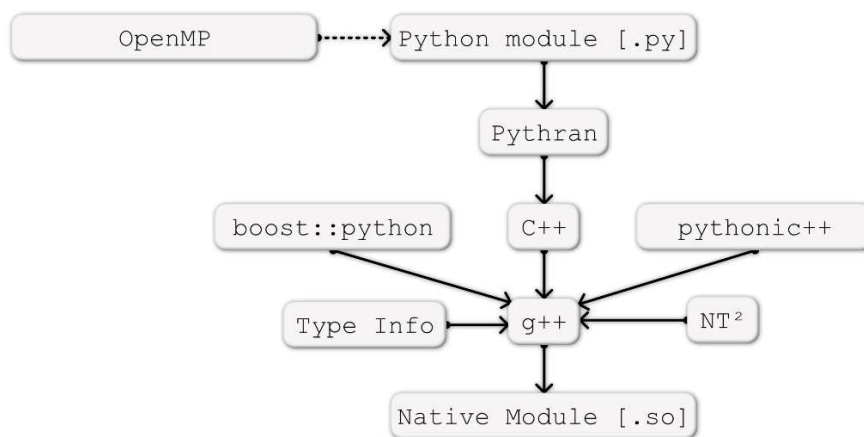 OpenMP
Python module [.py]
Pythran
boost::python
C++
pythonic++
Type Info
g++
NT²
Native Module [.so]